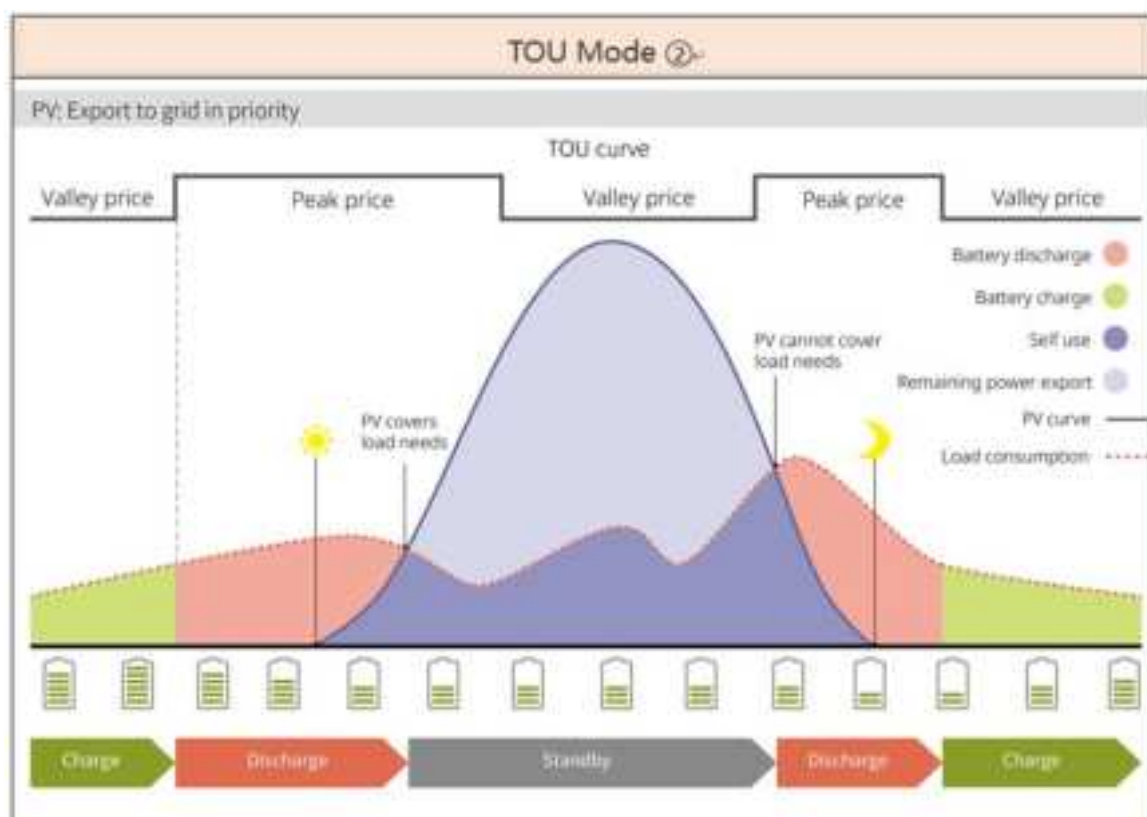 TOU Mode ②
PV: Export to grid in priority
TOU curve
Valley price
Peak price
Valley price
Peak price
Valley price
Battery discharge
Battery charge
Self use
Remaining power export
PV curve
Load consumption
PV cannot cover
load needs
PV covers
load needs
Charge
Discharge
Standby
Discharge
Charge